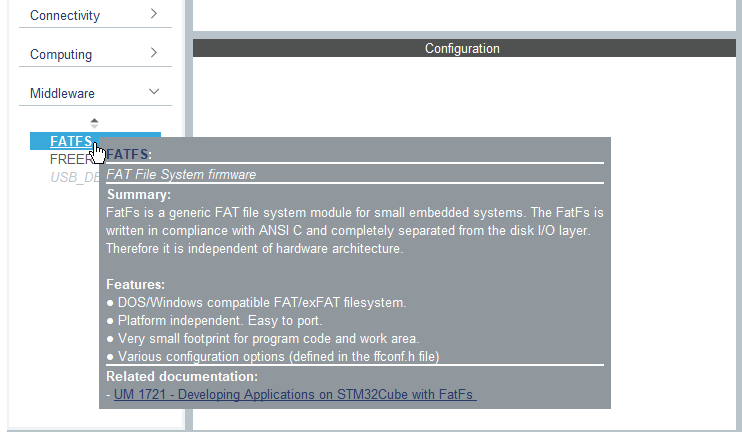 Connectivity
Configuration
Computing
Middleware
FATFS
FATFS:
FREER
FAT File System firmware
USB_DE
Summary:
FatFs is a generic FAT file system module for small embedded systems. The FatFs is
written in compliance with ANSI C and completely separated from the disk I/O layer.
Therefore it is independent of hardware architecture.
Features:
● DOS/Windows compatible FAT/exFAT filesystem.
● Platform independent. Easy to port.
● Very small footprint for program code and work area.
● Various configuration options (defined in the ffconf.h file)
Related documentation:
- UM 1721 - Developing Applications on STM32Cube with FatFs